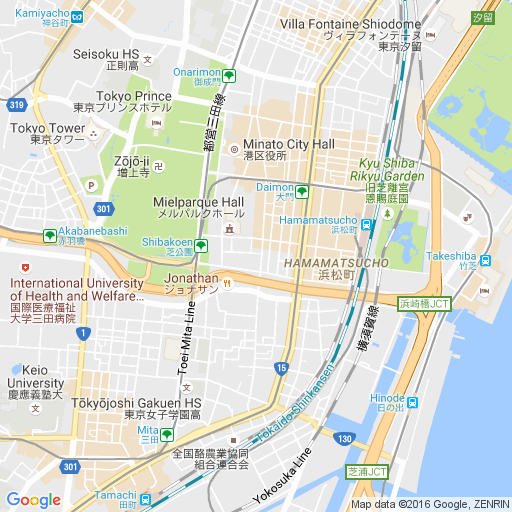 Kamiyacho
神谷町
Villa Fontaine Shiodome
ヴィラフォンテーヌ
東京汐留
汐留
Seisoku HS
正則高
Onarimon
御成門
319
Tokyo Prince
東京プリンスホテル
都営三田線
Tokyo Tower
東京タワー
Minato City Hall
港区役所
Zōjō-ji
増上寺
Kyu Shiba
Rikyu Garden
旧芝離宮
恩賜庭園
Daimon
大門
301
Mielparque Hall
メルパルクホール
Hamamatsucho
浜松町
Akabanebashi
赤羽橋
Shibakoen
芝公園
Takeshiba
竹芝
HAMAMATSUCHO
浜松町
International University
of Health and Welfare...
国際医療福祉
大学三田病院
Jonathan
ジョナサン
浜崎橋JCT
横須賀線
1
Toei Mita Line
15
Keio
University
慶應義塾大
Tokaido Shinkansen
Hinode
日の出
Tōkyōjoshi Gakuen HS
東京女子学園高
Mita
三田
130
全国酪農業協同
組合連合会
301
芝浦JCT
Yokosuka Line
Tamachi
田町
Google
Map data ©2016 Google, ZENRIN